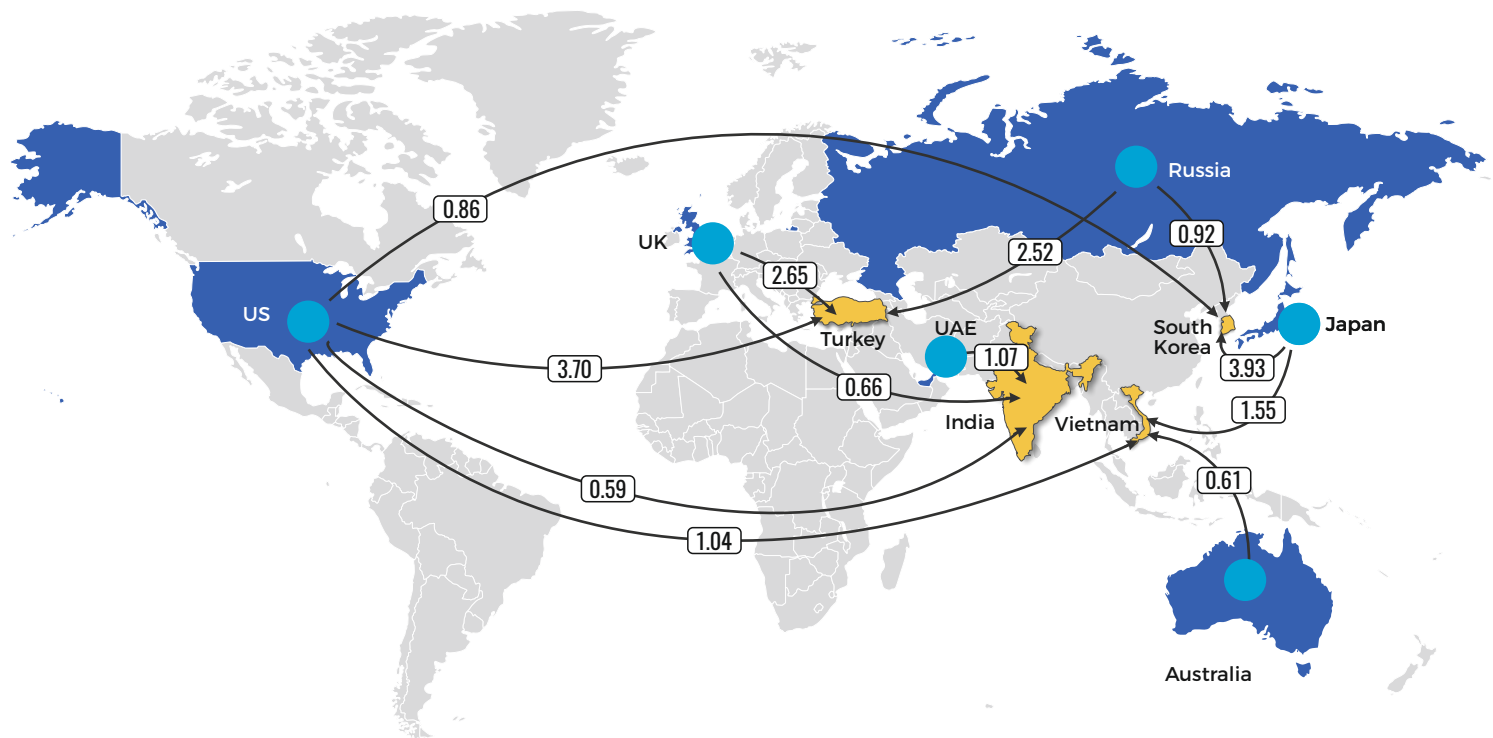 Russia
0.86
0.92
UK
2.52
2.65
US
UAE
South
Korea
Japan
Turkey
1.07
3.70
3.93
0.66
1.55
India
Vietnam
0.61
0.59
1.04
Australia